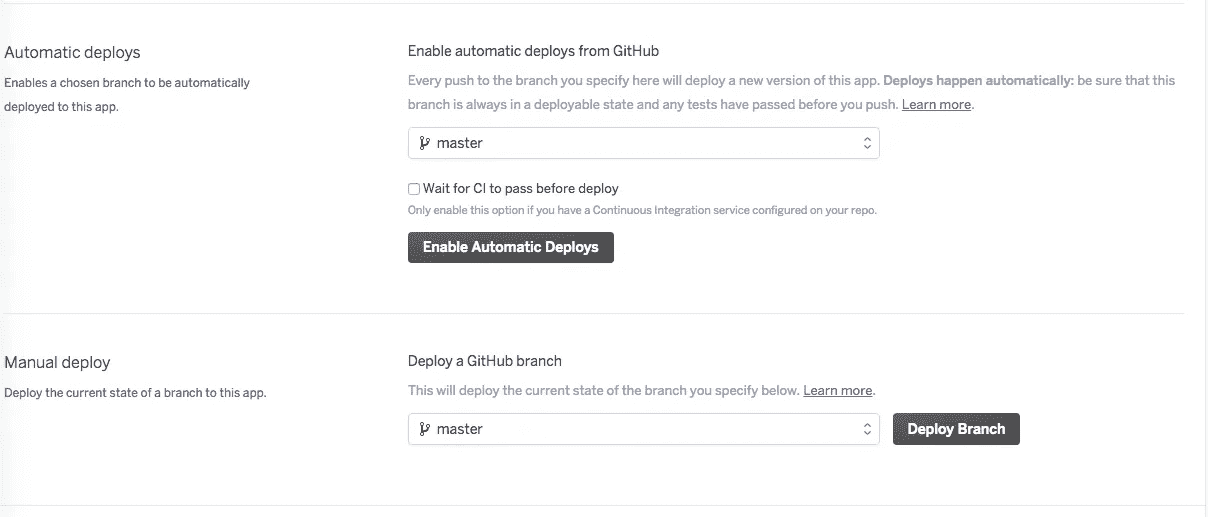 Automatic deploys
Enables a chosen branch to be automatically
deployed to this app.
Enable automatic deploys from GitHub
Every push to the branch you specify here will deploy a new version of this app. Deploys happen automatically: be sure that this
branch is always in a deployable state and any tests have passed before you push. Learn more.
master
Wait for CI to pass before deploy
Only enable this option if you have a Continuous Integration service configured on your repo.
Enable Automatic Deploys
Manual deploy
Deploy the current state of a branch to this app.
Deploy a GitHub branch
This will deploy the current state of the branch you specify below. Learn more.
master
Deploy Branch